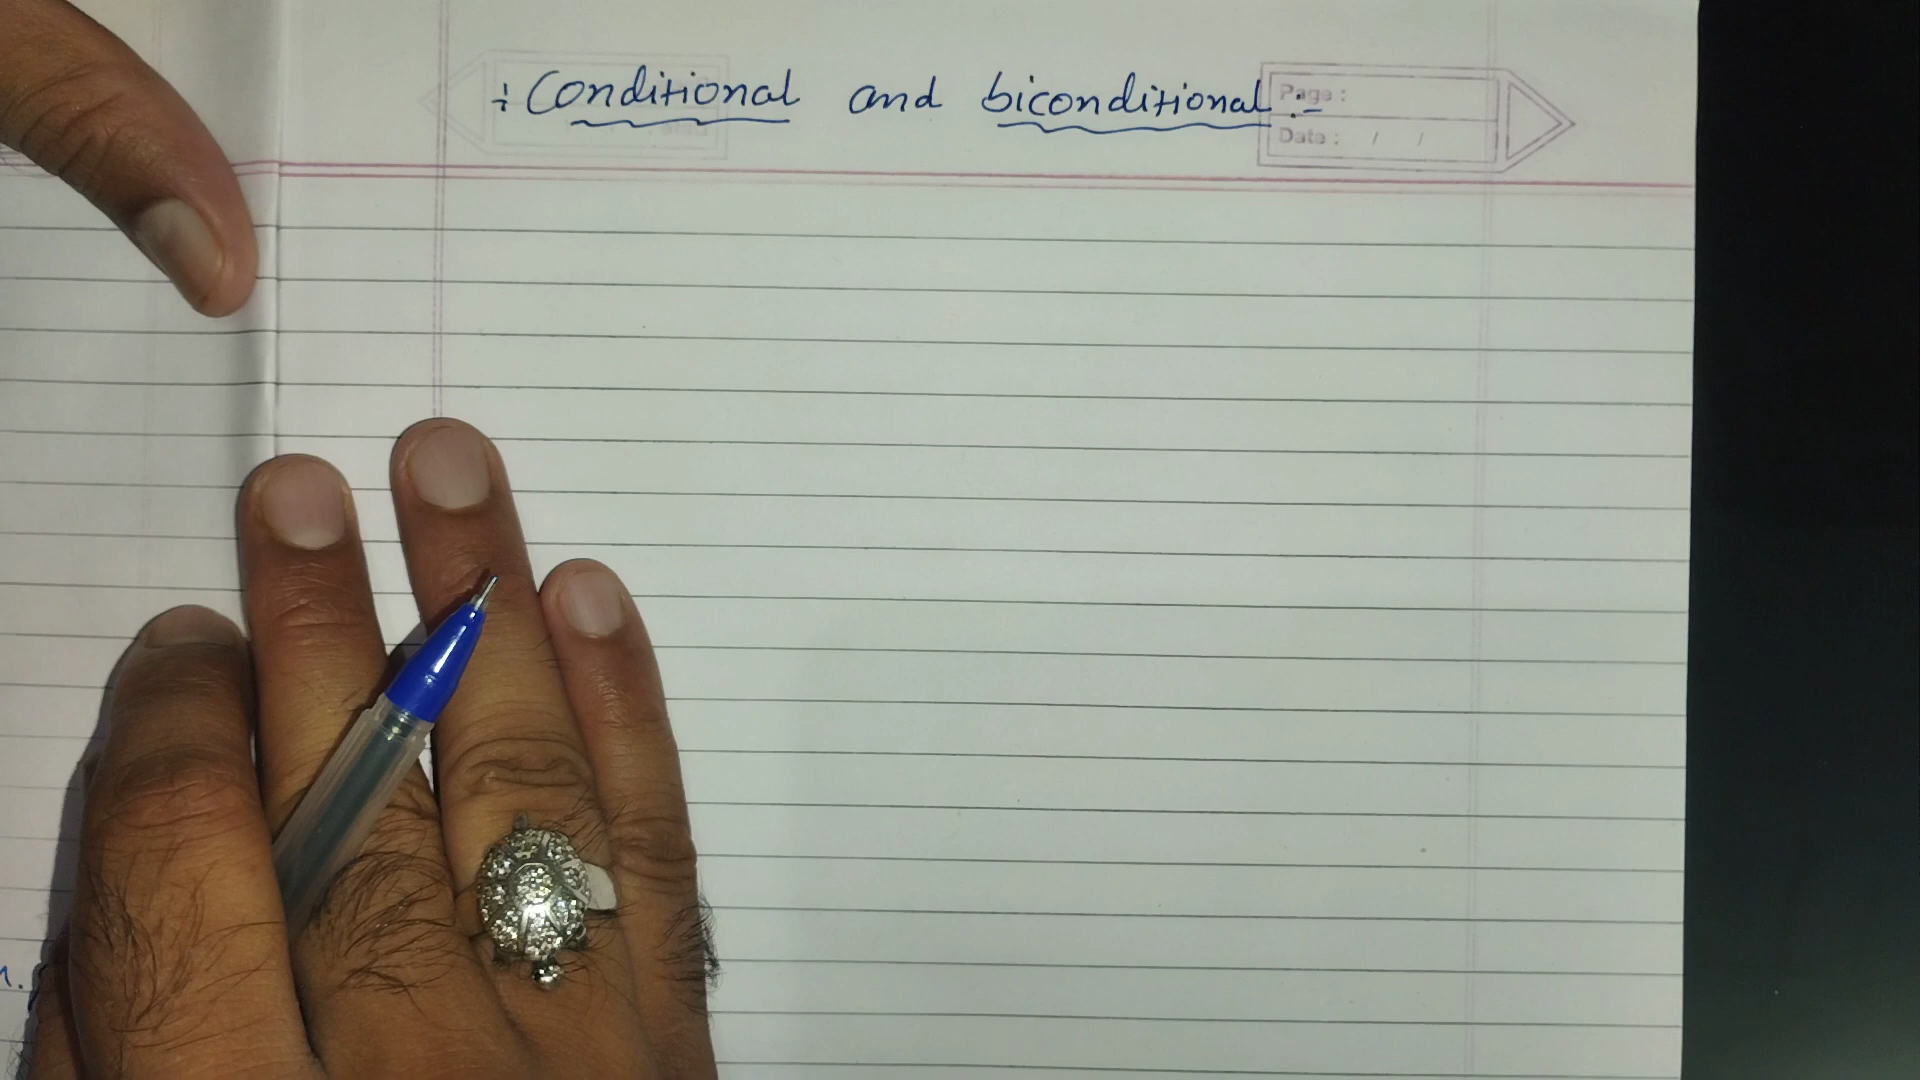 ÷ Conditional and biconditional :-
Page :
Date : / /
n.